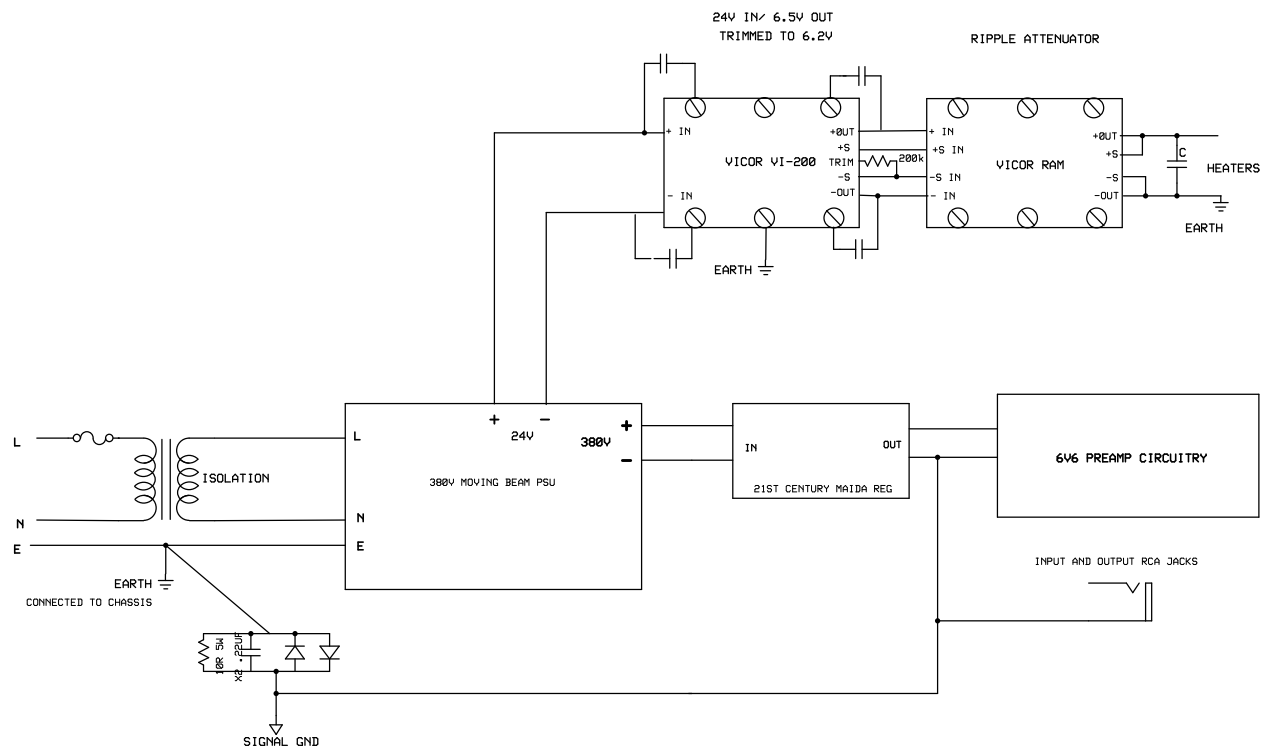 24V IN/ 6.5V OUT
TRIMMED TO 6.2V
RIPPLE ATTENUATOR
+ IN
- IN
VICOR VI-200
+OUT
+S
TRIM
-S
-OUT
200k
+ IN
+S IN
-S IN
- IN
VICOR RAM
+OUT
+S
-S
-OUT
C
HEATERS
EARTH
EARTH
L
N
E
ISOLATION
EARTH
CONNECTED TO CHASSIS
L
N
E
+ -
24V
380V
+
-
380V MOVING BEAM PSU
IN
OUT
21ST CENTURY MAIDA REG
6V6 PREAMP CIRCUITRY
INPUT AND OUTPUT RCA JACKS
10R 5W
X2 .22UF
SIGNAL GND